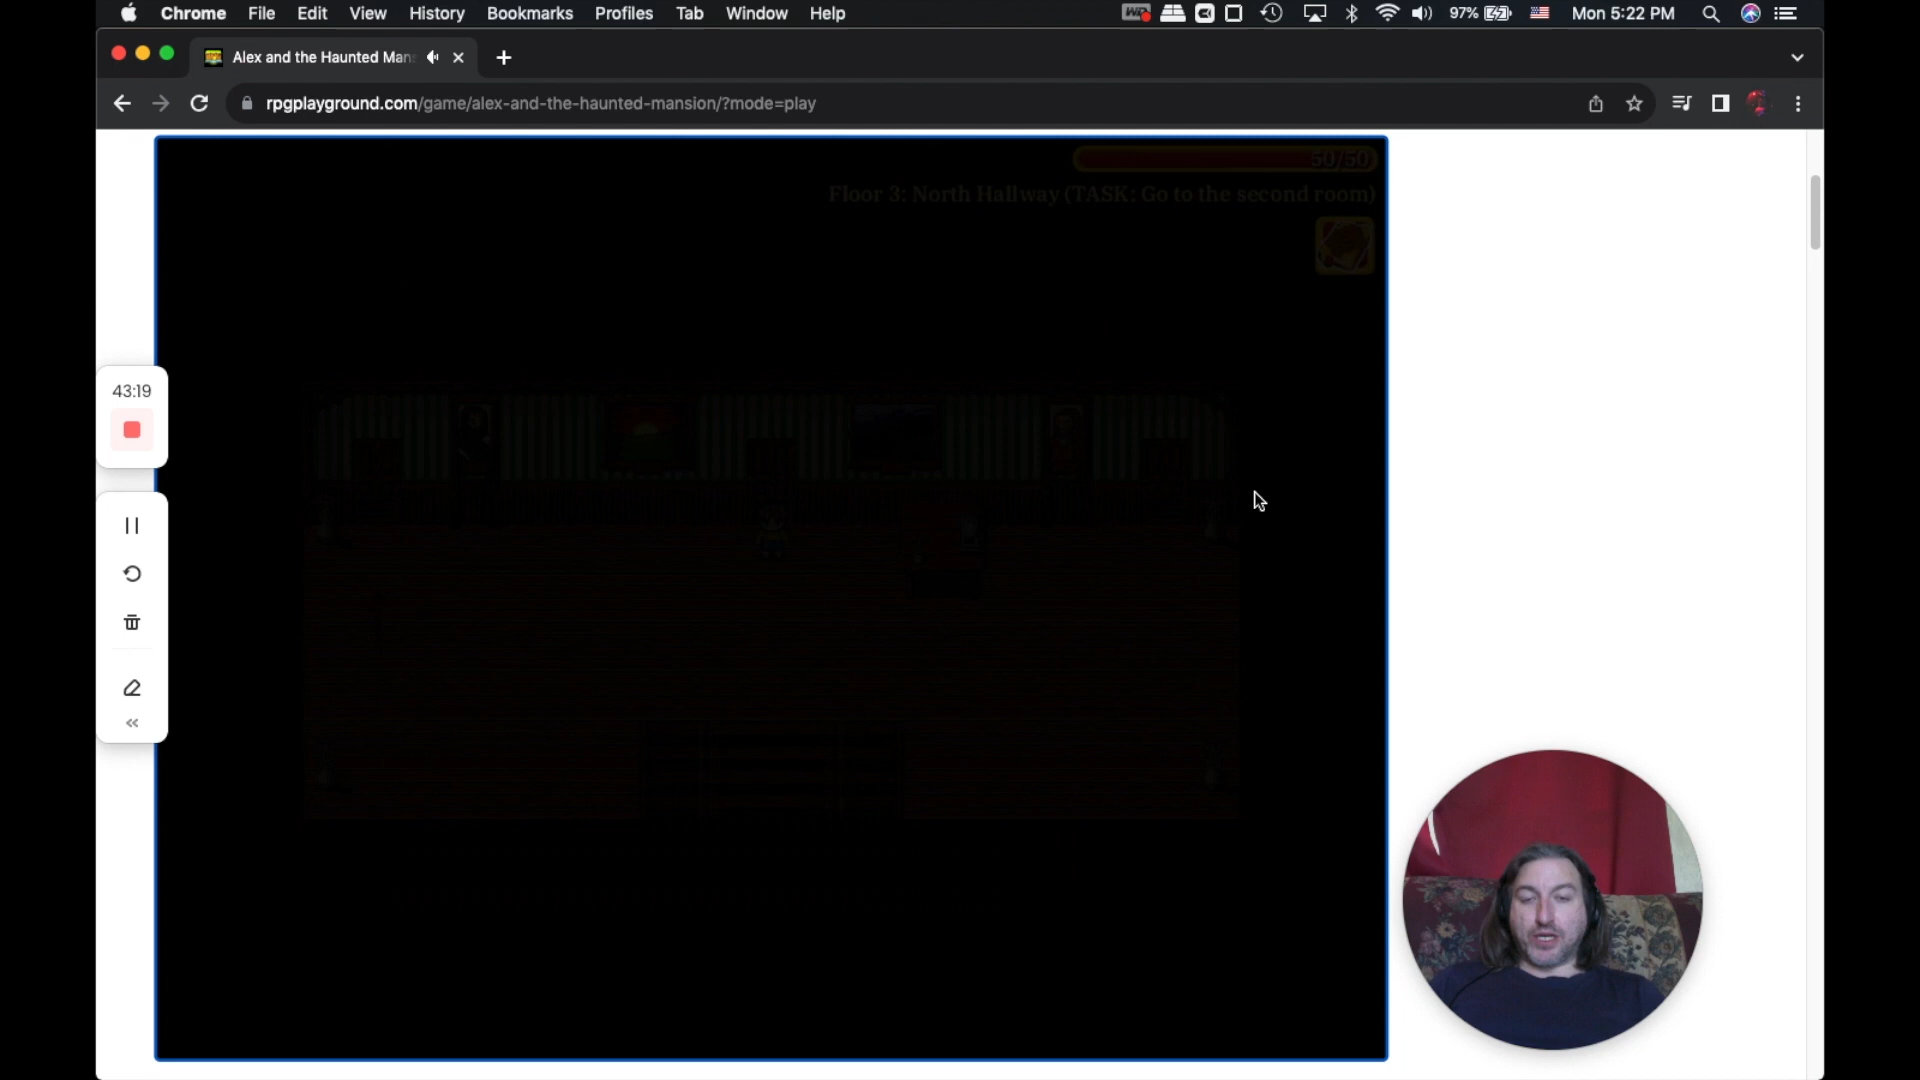 Chrome File Edit View History Bookmarks Profiles Tab Window Help 97% Mon 5:22 PM
Alex and the Haunted Man
rpgplayground.com/game/alex-and-the-haunted-mansion/?mode=play
50/50
Floor 3: North Hallway (TASK: Go to the second room)
43:19